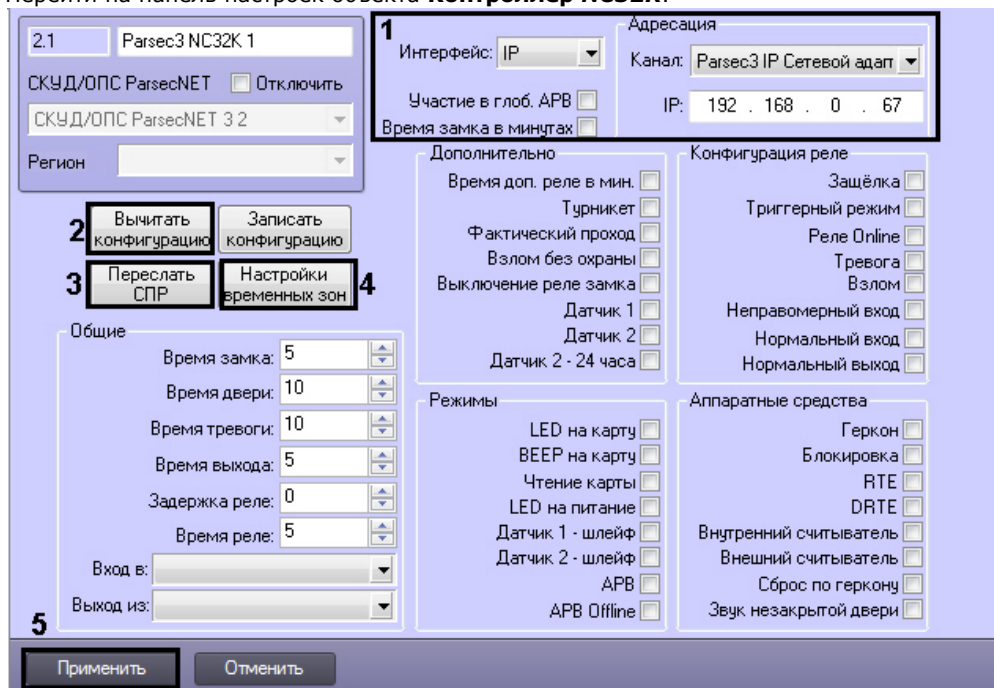 Перейти на панель настроек объекта Контроллер NC32K.
2.1 Parsec3 NC32K 1
СКУД/ОПС ParsecNET Отключить
СКУД/ОПС ParsecNET 3 2
Регион
1
Интерфейс: IP
Участие в глоб. АРВ
Время замка в минутах
Адресация
Канал: Parsec3 IP Сетевой адап
IP: 192 . 168 . 0 . 67
2 Вычитать конфигурацию
Записать конфигурацию
3 Переслать СПР
Настройки временных зон 4
Общие
Время замка: 5
Время двери: 10
Время тревоги: 10
Время выхода: 5
Задержка реле: 0
Время реле: 5
Вход в:
Выход из:
Дополнительно
Время доп. реле в мин.
Турникет
Фактический проход
Взлом без охраны
Выключение реле замка
Датчик 1
Датчик 2
Датчик 2 - 24 часа
Конфигурация реле
Защёлка
Триггерный режим
Реле Online
Тревога
Взлом
Неправомерный вход
Нормальный вход
Нормальный выход
Режимы
LED на карту
BEEP на карту
Чтение карты
LED на питание
Датчик 1 - шлейф
Датчик 2 - шлейф
APB
APB Offline
Аппаратные средства
Геркон
Блокировка
RTE
DRTE
Внутренний считыватель
Внешний считыватель
Сброс по геркону
Звук незакрытой двери
5
Применить Отменить